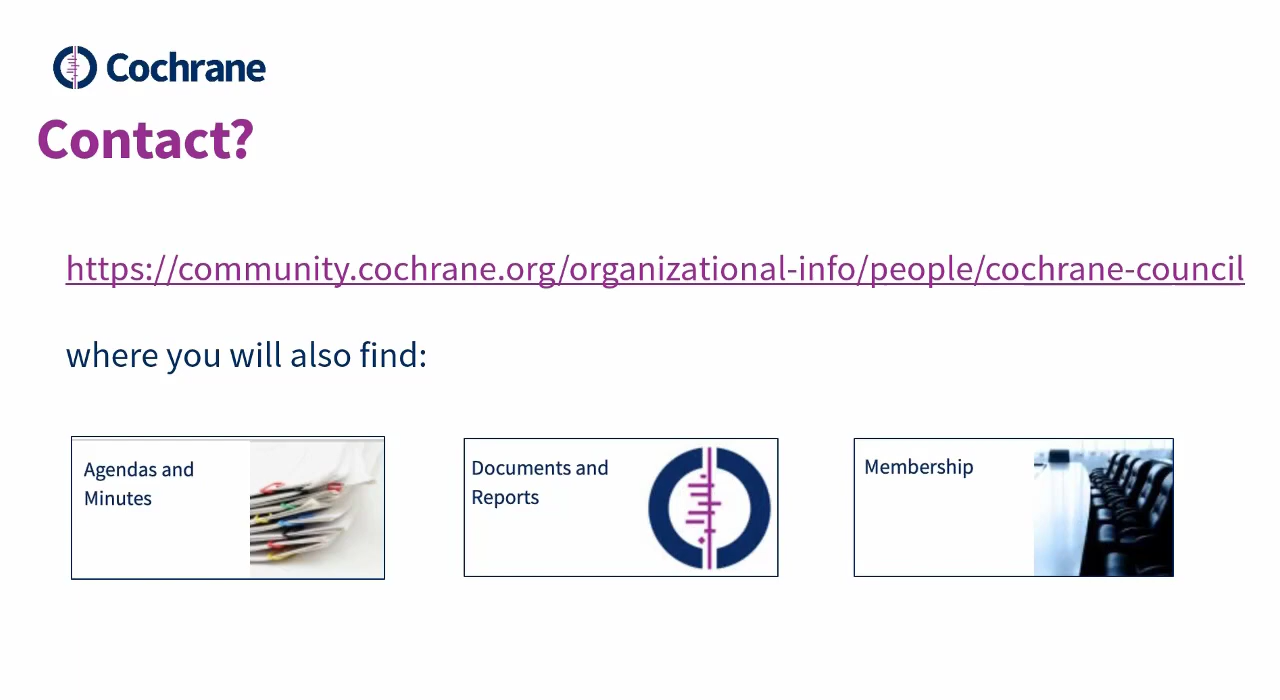 Cochrane
Contact?
https://community.cochrane.org/organizational-info/people/cochrane-council
where you will also find:
Agendas and
Minutes
Documents and
Reports
Membership